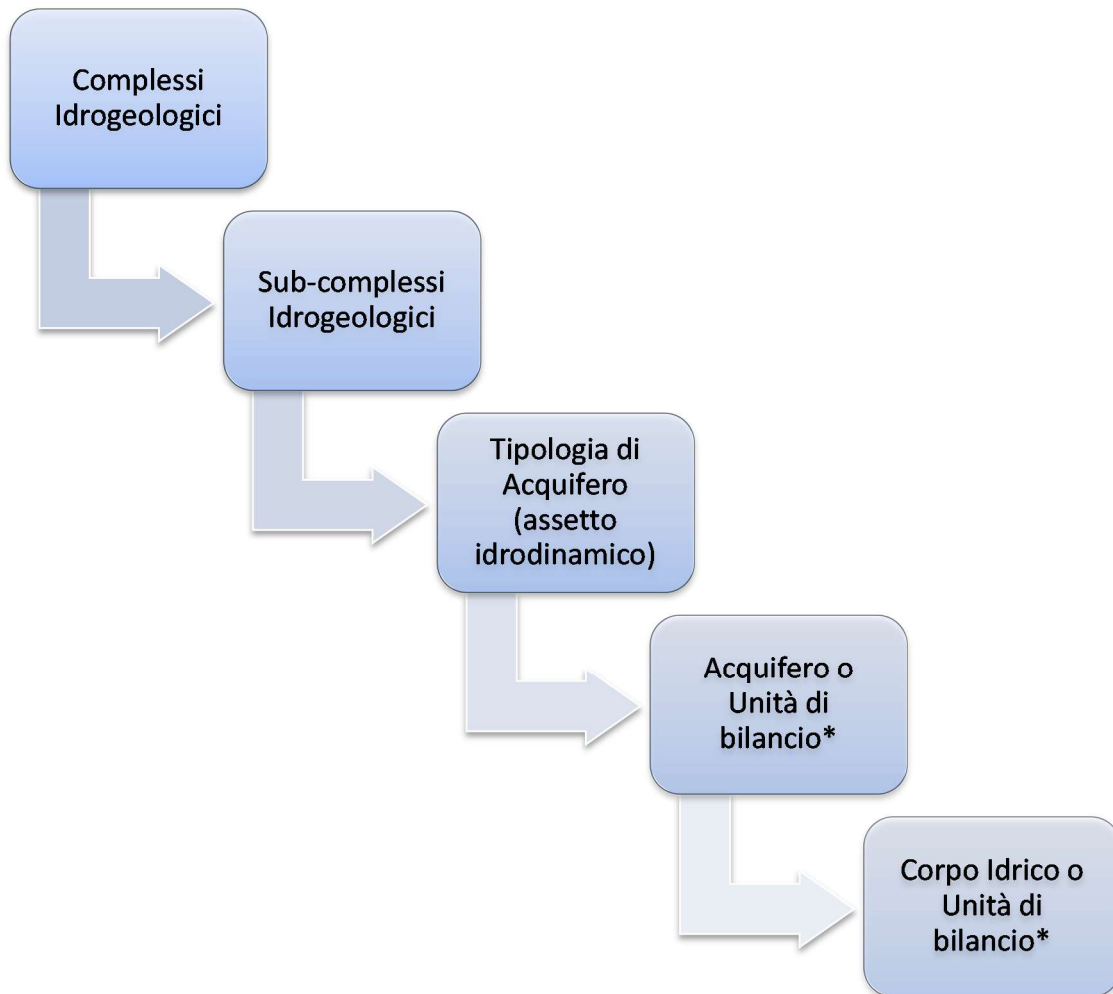 Complessi
Idrogeologici
Sub-complessi
Idrogeologici
Tipologia di
Acquifero
(assetto
idrodinamico)
Acquifero o
Unità di
bilancio*
Corpo Idrico o
Unità di
bilancio*